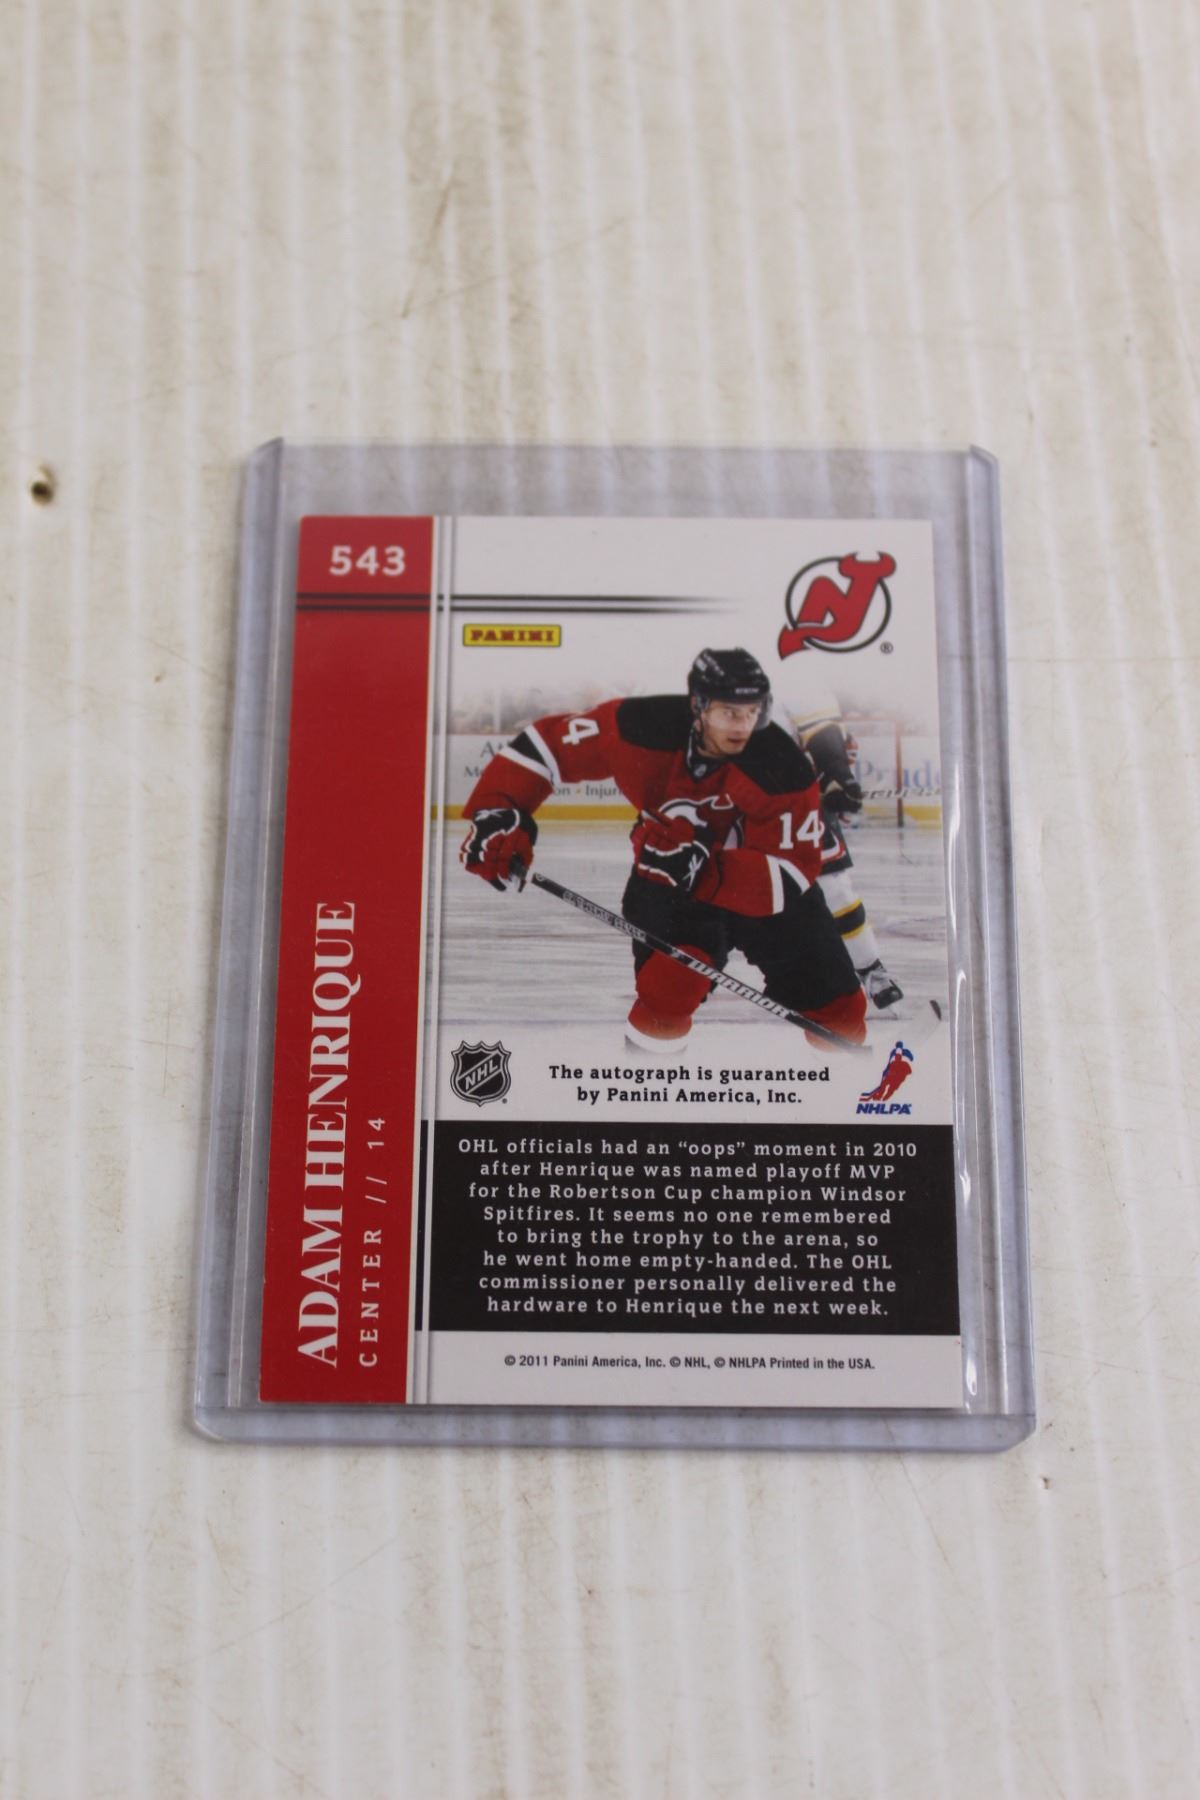 543
PANINI
®
14
14
WARRIOR
ADAM HENRIQUE
CENTER // 14
NHL
The autograph is guaranteed
by Panini America, Inc.
NHLPA
OHL officials had an “oops” moment in 2010
after Henrique was named playoff MVP
for the Robertson Cup champion Windsor
Spitfires. It seems no one remembered
to bring the trophy to the arena, so
he went home empty-handed. The OHL
commissioner personally delivered the
hardware to Henrique the next week.
© 2011 Panini America, Inc. © NHL, © NHLPA Printed in the USA.